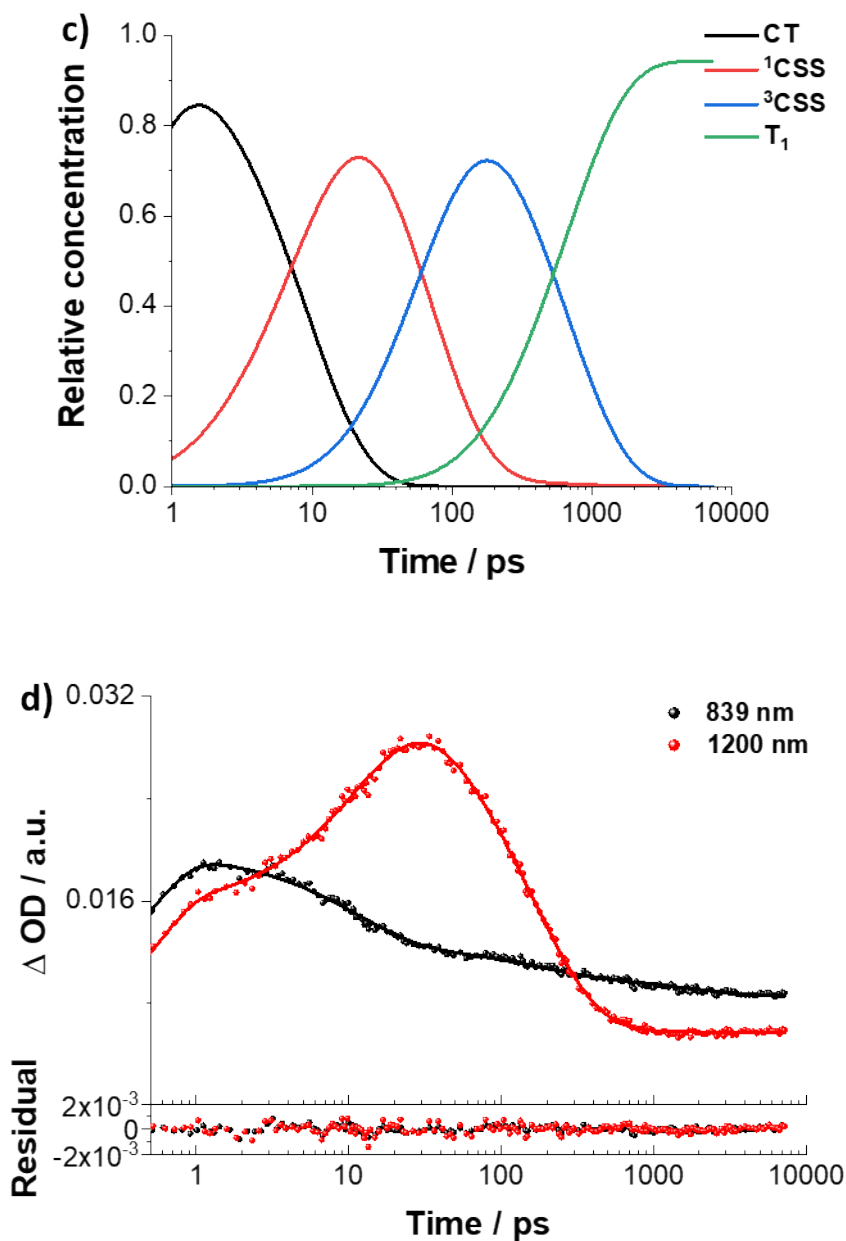 c)
CT
¹CSS
³CSS
T₁
1.0
0.8
0.6
0.4
0.2
0.0
Relative concentration
1 10 100 1000 10000
Time / ps
d)
839 nm
1200 nm
0.032
0.016
Δ OD / a.u.
2x10⁻³
0
-2x10⁻³
Residual
1 10 100 1000 10000
Time / ps